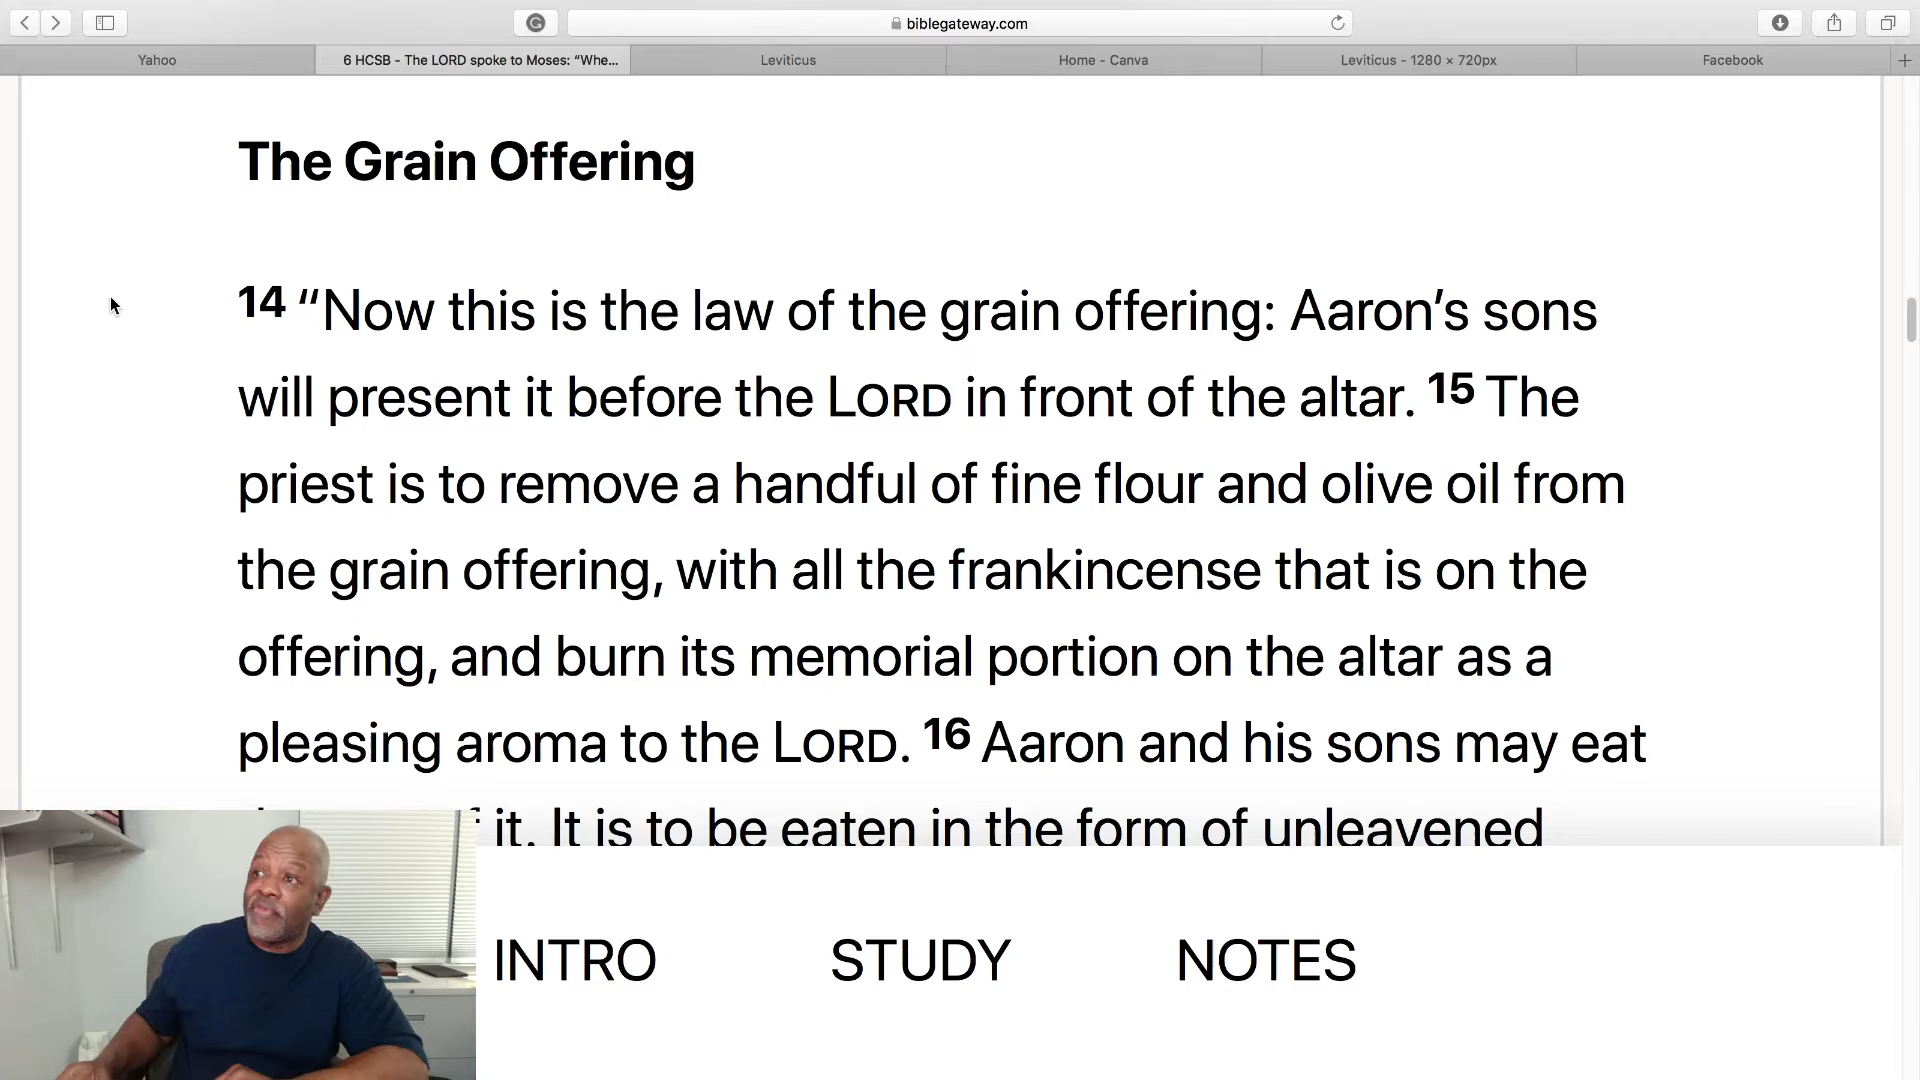 biblegateway.com
Yahoo
6 HCSB - The LORD spoke to Moses: “Whe...
Leviticus
Home - Canva
Leviticus - 1280 × 720px
Facebook
The Grain Offering
14 “Now this is the law of the grain offering: Aaron’s sons
will present it before the LORD in front of the altar. 15 The
priest is to remove a handful of fine flour and olive oil from
the grain offering, with all the frankincense that is on the
offering, and burn its memorial portion on the altar as a
pleasing aroma to the LORD. 16 Aaron and his sons may eat
it. It is to be eaten in the form of unleavened
INTRO
STUDY
NOTES